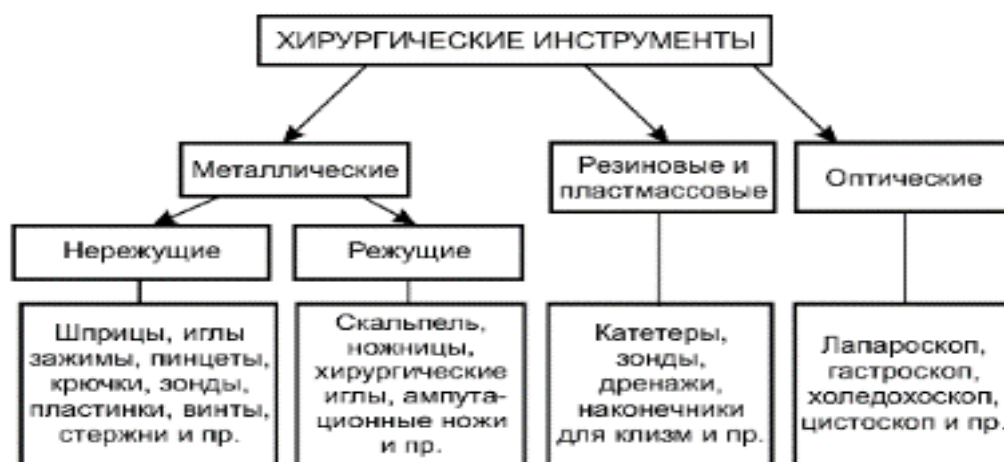 ХИРУРГИЧЕСКИЕ ИНСТРУМЕНТЫ
Металлические
Резиновые и
пластмассовые
Оптические
Нережущие
Режущие
Шприцы, иглы
зажимы, пинцеты,
крючки, зонды,
пластинки, винты,
стержни и пр.
Скальпель,
ножницы,
хирургические
иглы, ампута-
ционные ножи
и пр.
Катетеры,
зонды,
дренажи,
наконечники
для клизм и пр.
Лапароскоп,
гастроскоп,
холедохоскоп,
цистоскоп и пр.